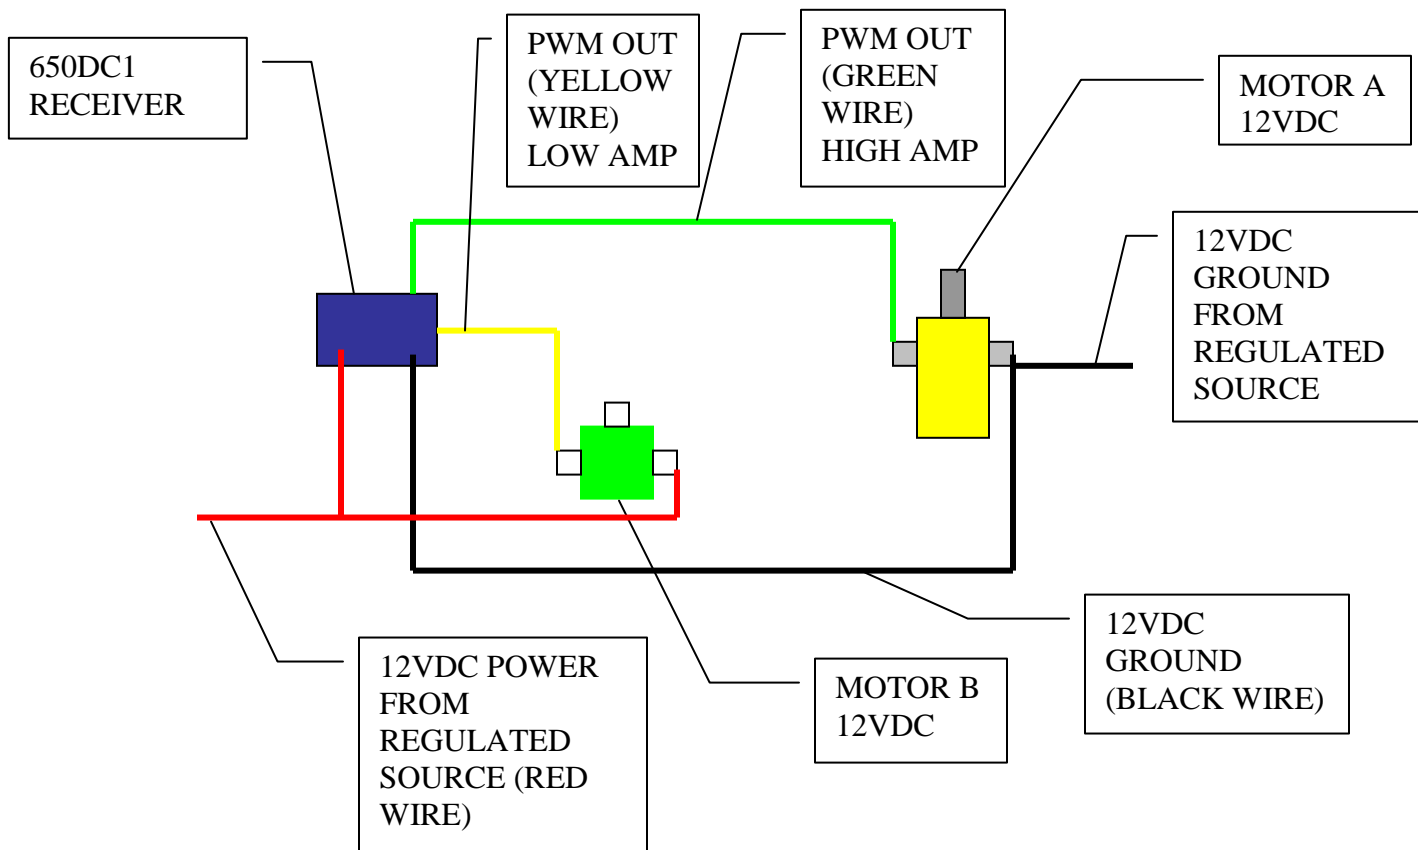 650DC1
RECEIVER
PWM OUT
(YELLOW
WIRE)
LOW AMP
PWM OUT
(GREEN
WIRE)
HIGH AMP
MOTOR A
12VDC
12VDC
GROUND
FROM
REGULATED
SOURCE
12VDC POWER
FROM
REGULATED
SOURCE (RED
WIRE)
MOTOR B
12VDC
12VDC
GROUND
(BLACK WIRE)